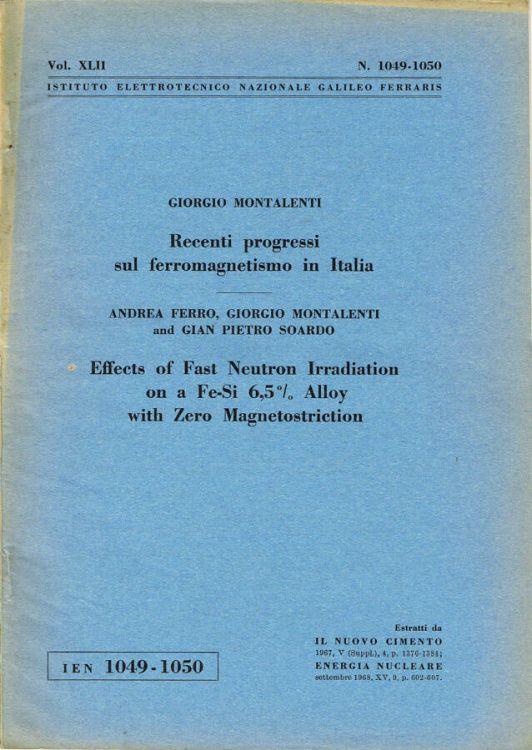 Vol. XLII N. 1049-1050
ISTITUTO ELETTROTECNICO NAZIONALE GALILEO FERRARIS
GIORGIO MONTALENTI
Recenti progressi
sul ferromagnetismo in Italia
ANDREA FERRO, GIORGIO MONTALENTI
and GIAN PIETRO SOARDO
Effects of Fast Neutron Irradiation
on a Fe-Si 6,5% Alloy
with Zero Magnetostriction
Estratti da
IL NUOVO CIMENTO
1967, V (Suppl.), 4, p. 1376-1384;
ENERGIA NUCLEARE
settembre 1968, XV, 9, p. 602-607.
IEN 1049-1050